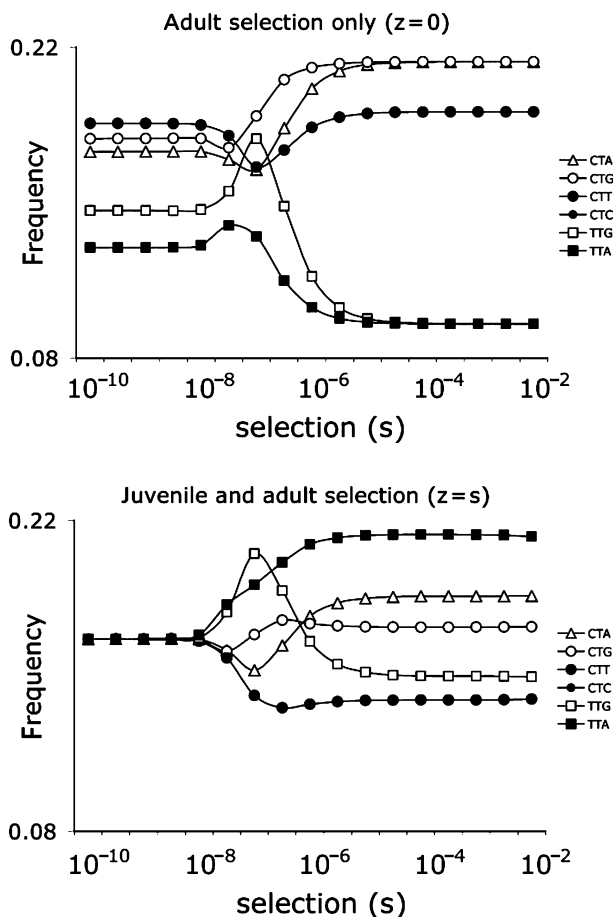 Adult selection only (z=0)
0.22
Frequency
0.08
CTA
CTG
CTT
CTC
TTG
TTA
10⁻¹⁰ 10⁻⁸ 10⁻⁶ 10⁻⁴ 10⁻²
selection (s)
Juvenile and adult selection (z=s)
0.22
Frequency
0.08
CTA
CTG
CTT
CTC
TTG
TTA
10⁻¹⁰ 10⁻⁸ 10⁻⁶ 10⁻⁴ 10⁻²
selection (s)